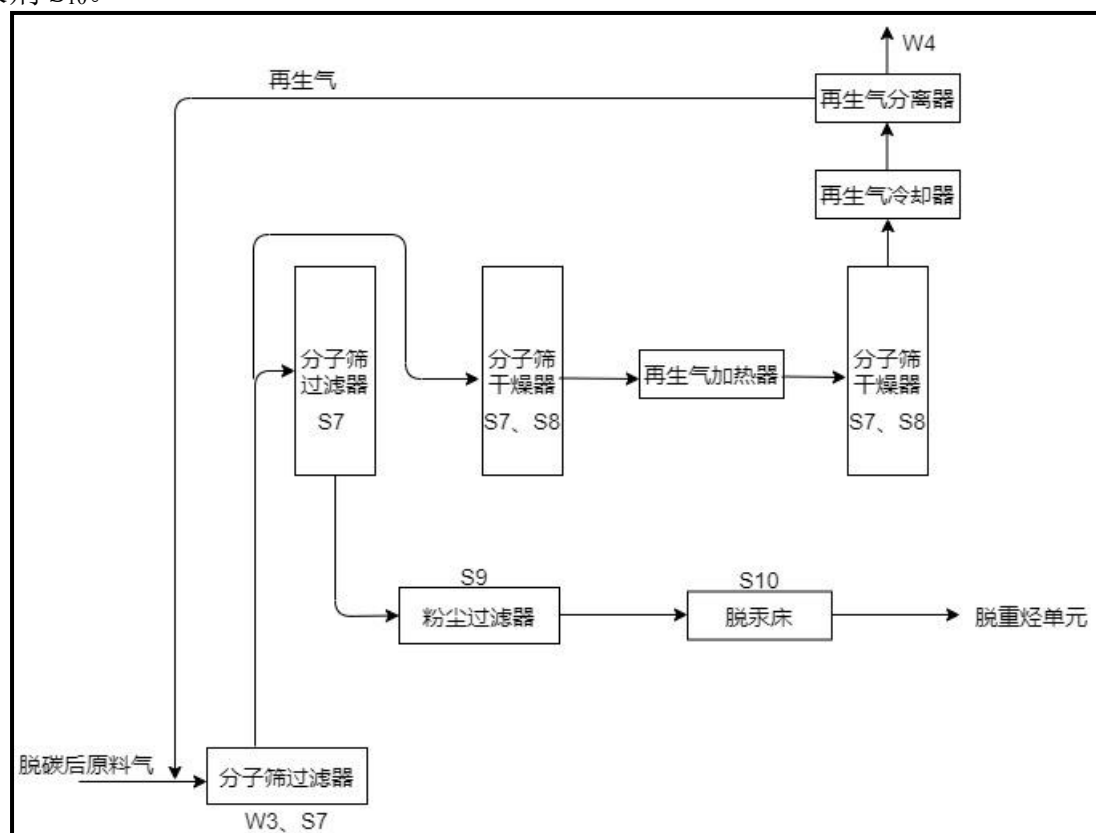 S10。
W4
再生气
再生气分离器
再生气冷却器
分子筛
过滤器
S7
分子筛
干燥器
S7、S8
再生气加热器
分子筛
干燥器
S7、S8
S9
粉尘过滤器
S10
脱汞床
脱重烃单元
脱碳后原料气
分子筛过滤器
W3、S7